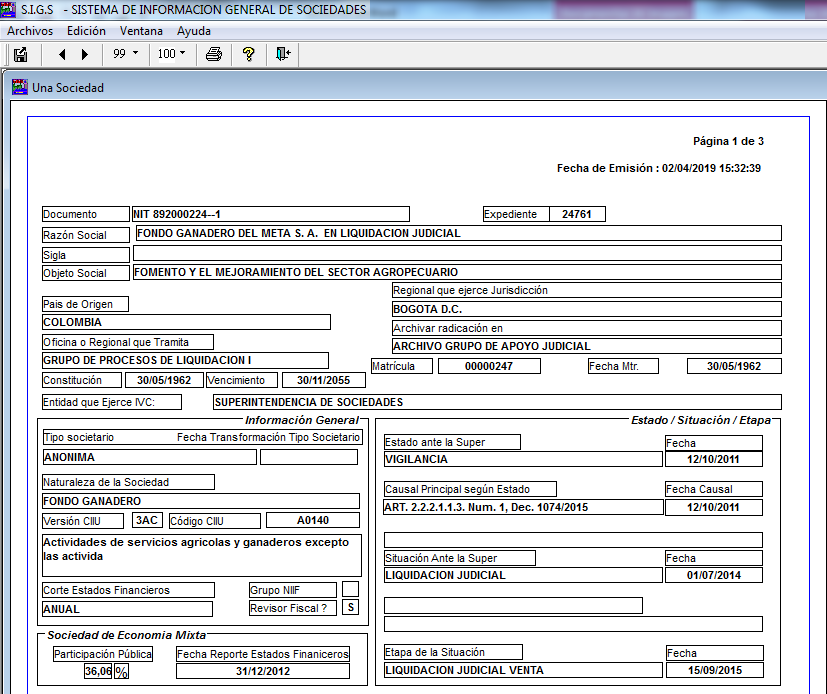 S.I.G.S - SISTEMA DE INFORMACION GENERAL DE SOCIEDADES
Archivos Edición Ventana Ayuda
99 100
Una Sociedad
Página 1 de 3
Fecha de Emisión : 02/04/2019 15:32:39
Documento NIT 892000224--1 Expediente 24761
Razón Social FONDO GANADERO DEL META S. A. EN LIQUIDACION JUDICIAL
Sigla
Objeto Social FOMENTO Y EL MEJORAMIENTO DEL SECTOR AGROPECUARIO
Regional que ejerce Jurisdicción
Pais de Origen
BOGOTA D.C.
COLOMBIA
Archivar radicación en
Oficina o Regional que Tramita
ARCHIVO GRUPO DE APOYO JUDICIAL
GRUPO DE PROCESOS DE LIQUIDACION I
Matrícula 00000247 Fecha Mtr. 30/05/1962
Constitución 30/05/1962 Vencimiento 30/11/2055
Entidad que Ejerce IVC: SUPERINTENDENCIA DE SOCIEDADES
Información General
Tipo societario Fecha Transformación Tipo Societario
ANONIMA
Naturaleza de la Sociedad
FONDO GANADERO
Versión CIIU 3AC Código CIIU A0140
Actividades de servicios agricolas y ganaderos excepto
las activida
Corte Estados Financieros Grupo NIIF
ANUAL Revisor Fiscal ? S
Sociedad de Economia Mixta
Participación Pública Fecha Reporte Estados Financieros
36,06 % 31/12/2012
Estado / Situación / Etapa
Estado ante la Super Fecha
VIGILANCIA 12/10/2011
Causal Principal según Estado Fecha Causal
ART. 2.2.2.1.1.3. Num. 1, Dec. 1074/2015 12/10/2011
Situación Ante la Super Fecha
LIQUIDACION JUDICIAL 01/07/2014
Etapa de la Situación Fecha
LIQUIDACION JUDICIAL VENTA 15/09/2015